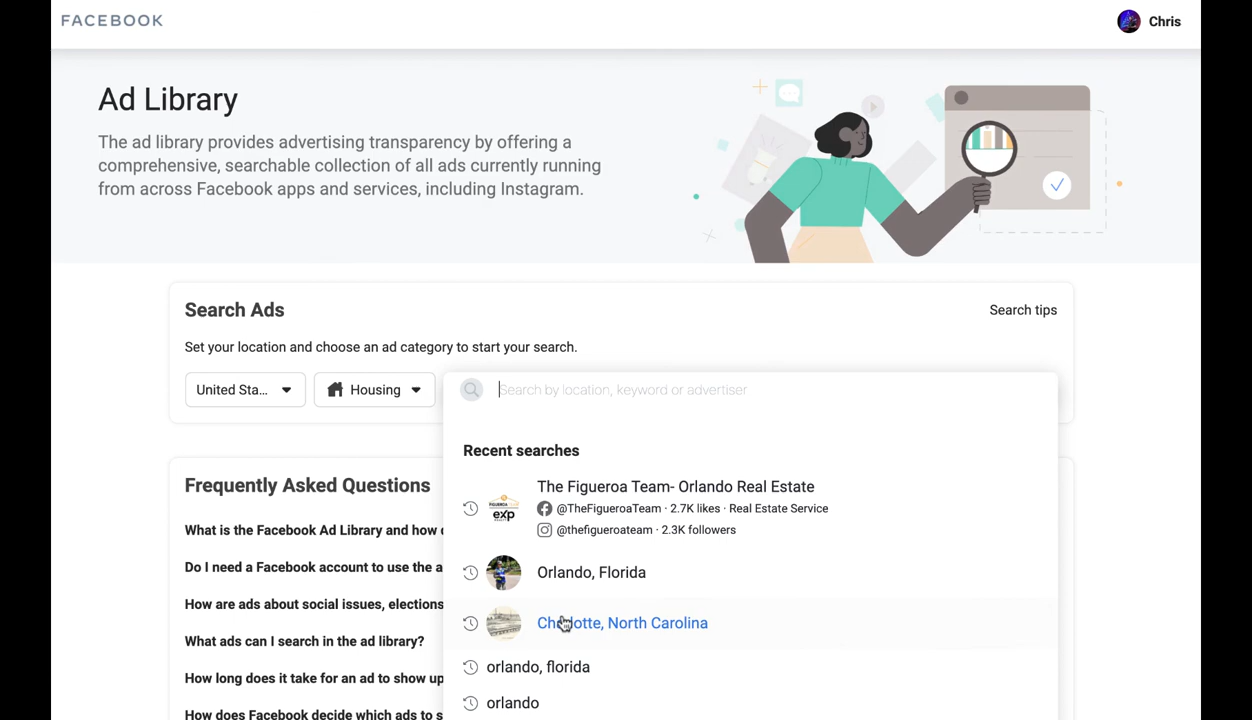 FACEBOOK
Chris
Ad Library
The ad library provides advertising transparency by offering a
comprehensive, searchable collection of all ads currently running
from across Facebook apps and services, including Instagram.
Search Ads
Search tips
Set your location and choose an ad category to start your search.
United Sta...
Housing
Search by location, keyword or advertiser
Recent searches
The Figueroa Team- Orlando Real Estate
@TheFigueroaTeam · 2.7K likes · Real Estate Service
@thefigueroateam · 2.3K followers
exp
Orlando, Florida
Charlotte, North Carolina
orlando, florida
orlando
Frequently Asked Questions
What is the Facebook Ad Library and how
Do I need a Facebook account to use the a
How are ads about social issues, elections
What ads can I search in the ad library?
How long does it take for an ad to show up
How does Facebook decide which ads to s